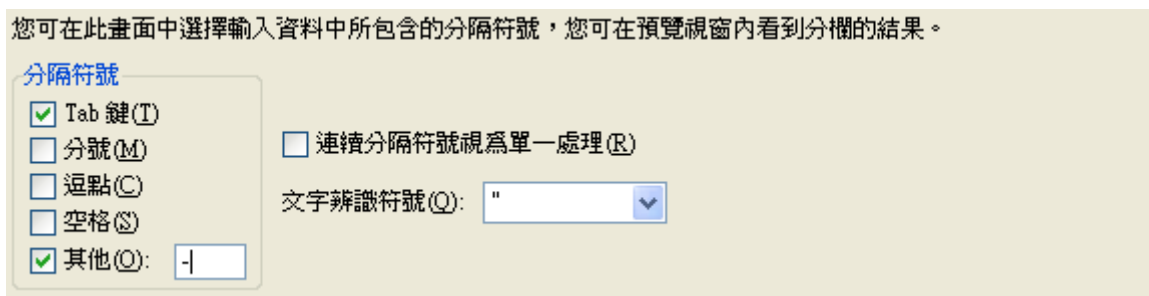 您可在此畫面中選擇輸入資料中所包含的分隔符號，您可在預覽視窗內看到分欄的結果。
分隔符號
Tab 鍵(T)
分號(M)
逗點(C)
空格(S)
其他(O): -
連續分隔符號視為單一處理(R)
文字辨識符號(Q): "